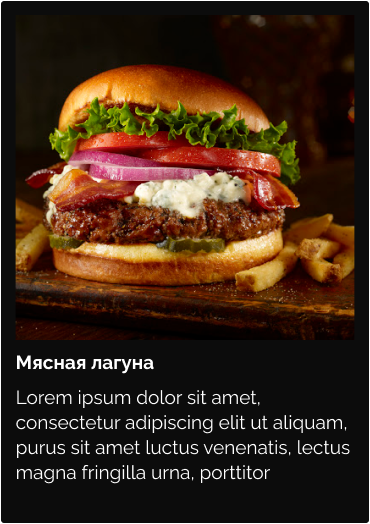 Мясная лагуна
Lorem ipsum dolor sit amet,
consectetur adipiscing elit ut aliquam,
purus sit amet luctus venenatis, lectus
magna fringilla urna, porttitor